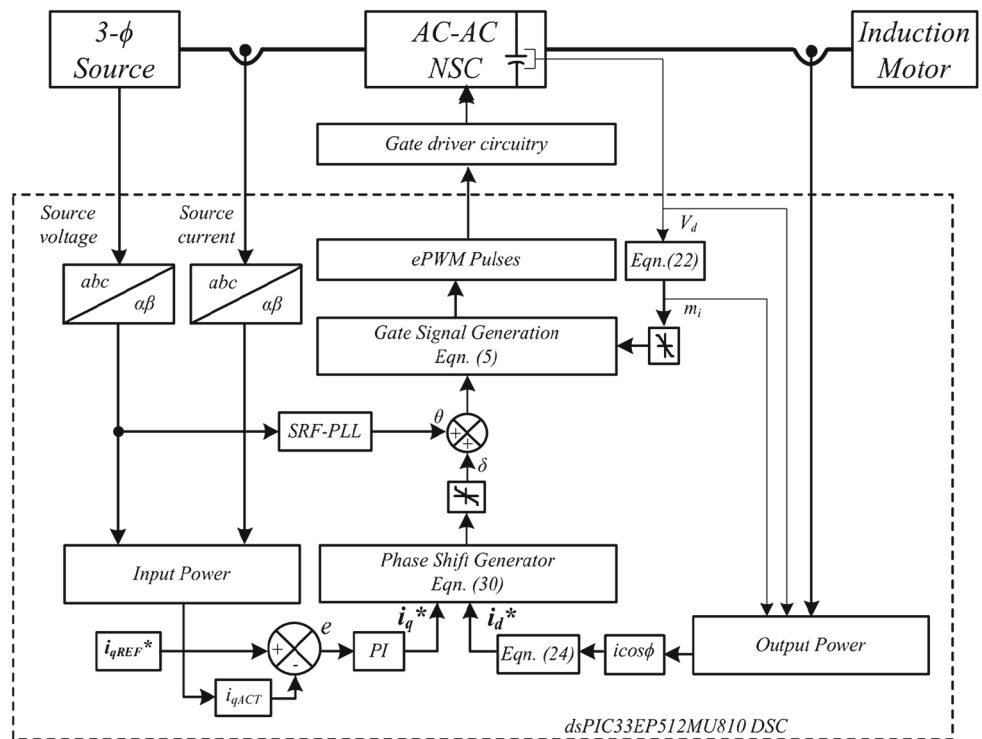 3-ϕ
Source
AC-AC
NSC
Induction
Motor
Gate driver circuitry
Source
voltage
Source
current
V_d
ePWM Pulses
Eqn.(22)
abc
αβ
abc
αβ
m_i
Gate Signal Generation
Eqn. (5)
θ
SRF-PLL
+
+
δ
Phase Shift Generator
Eqn. (30)
Input Power
i_q*
i_d*
e
i_qREF*
+
-
PI
Eqn. (24)
icosϕ
Output Power
i_qACT
dsPIC33EP512MU810 DSC